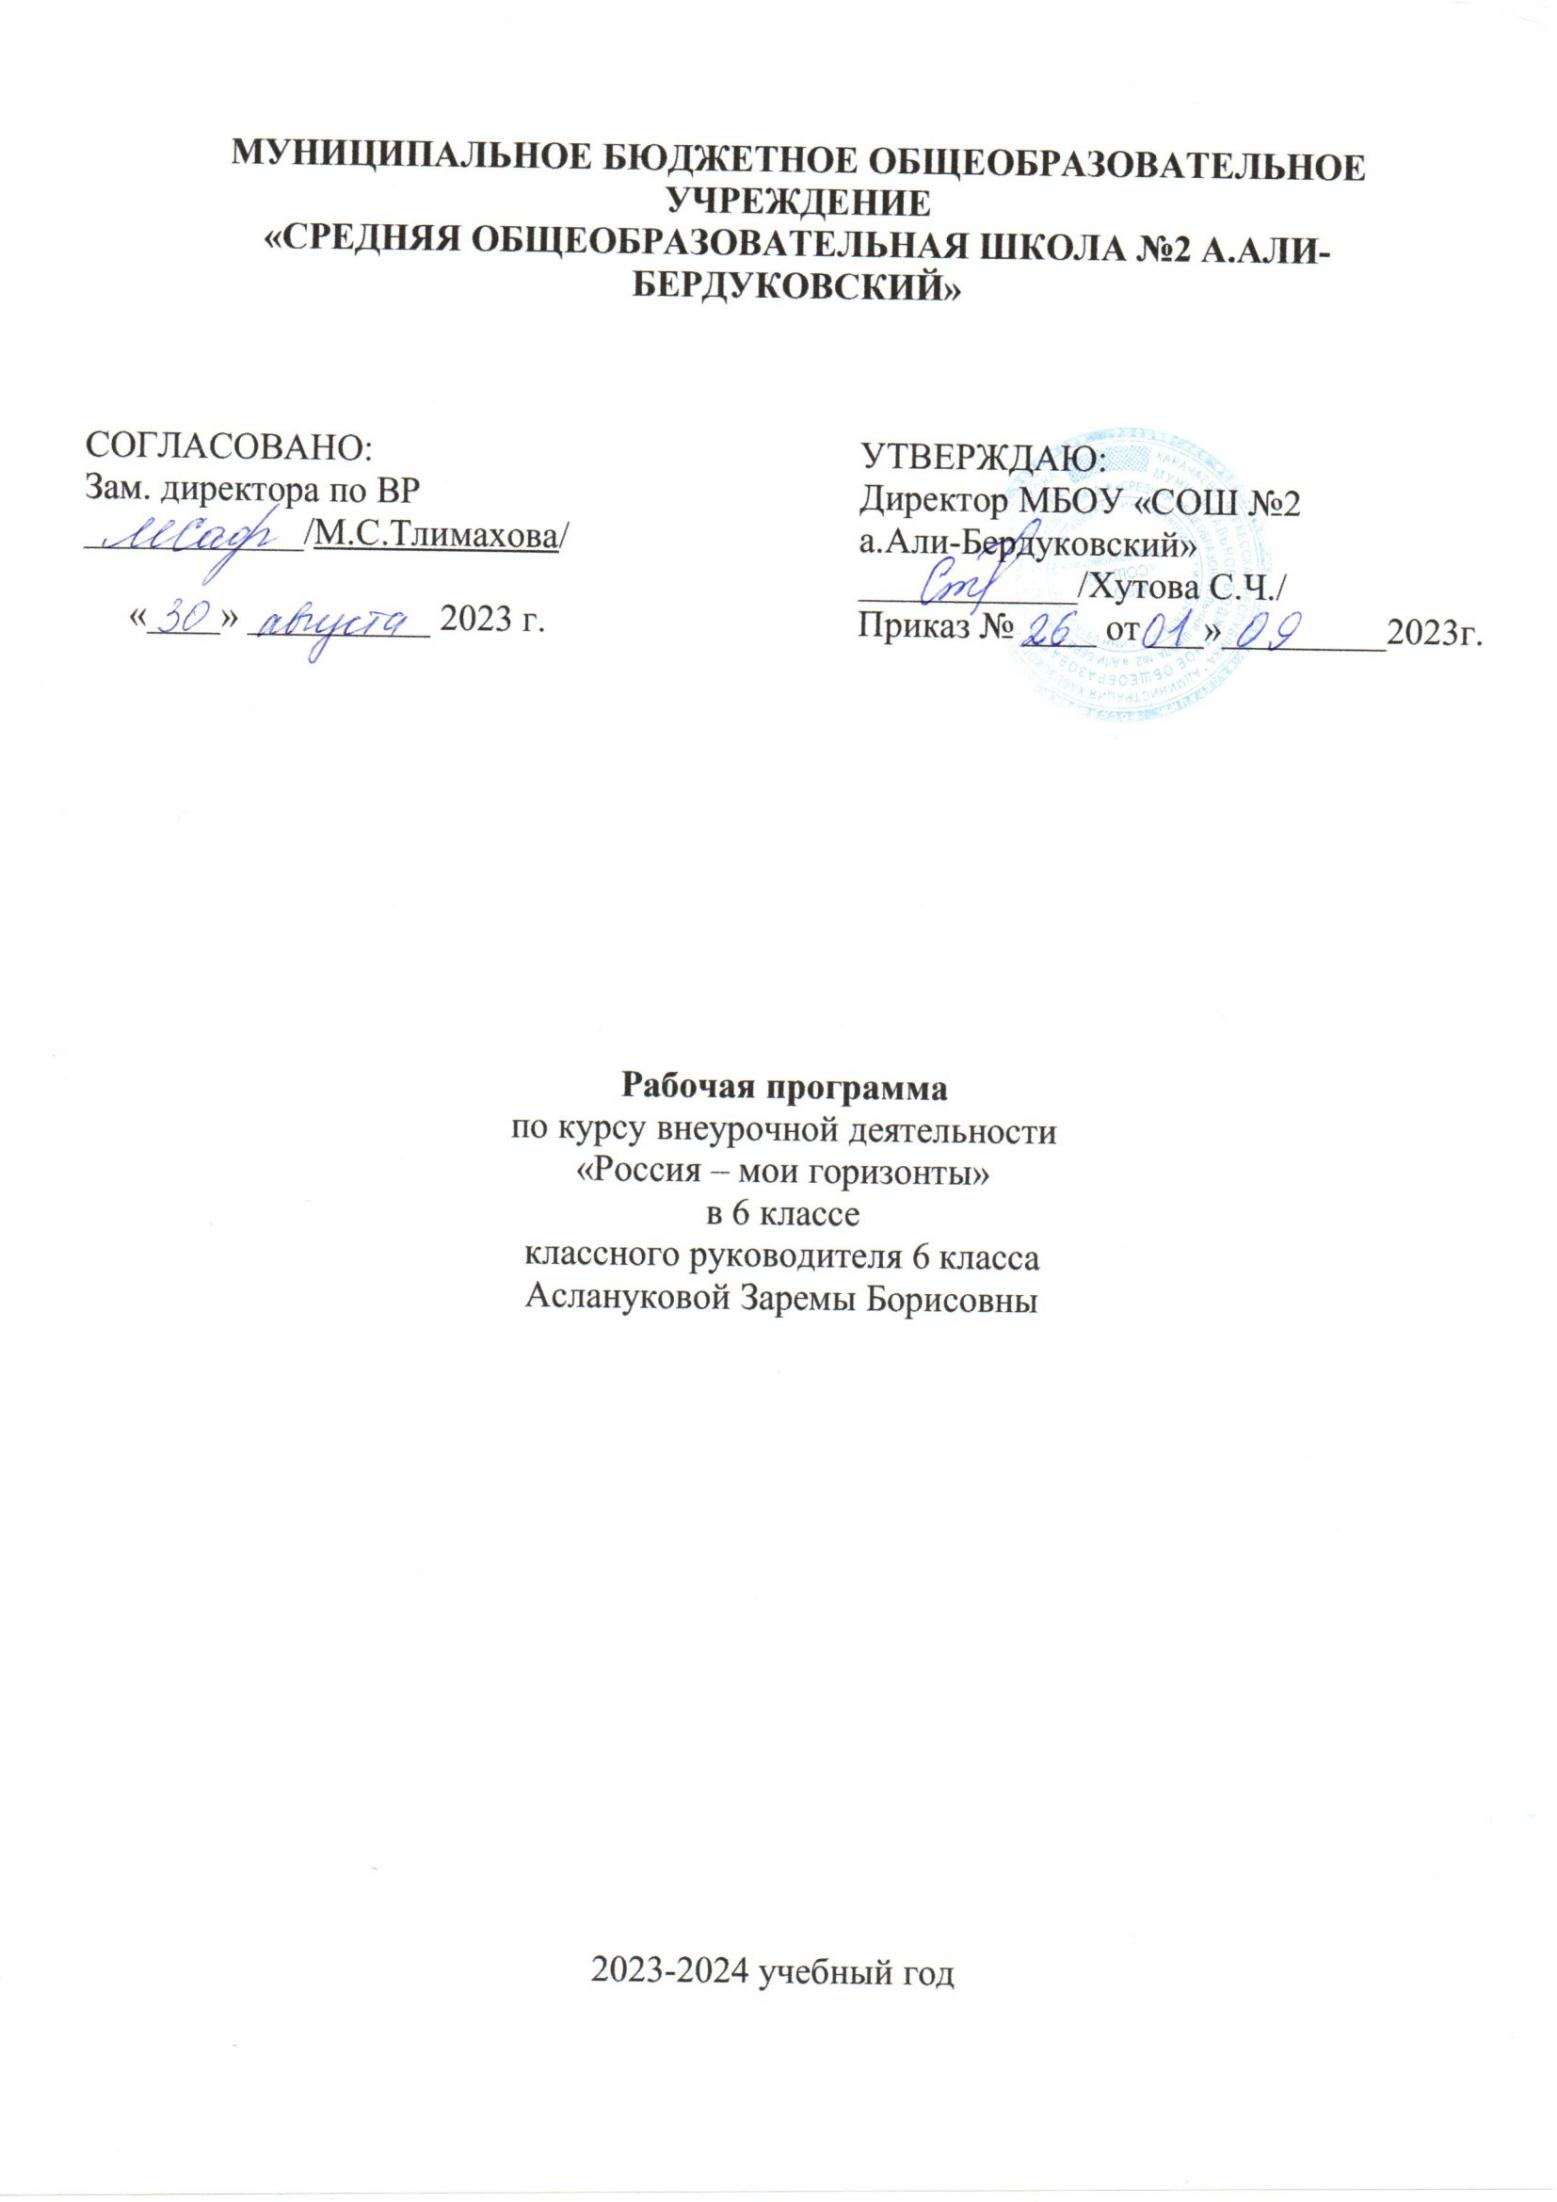 МУНИЦИПАЛЬНОЕ БЮДЖЕТНОЕ ОБЩЕОБРАЗОВАТЕЛЬНОЕ
УЧРЕЖДЕНИЕ
«СРЕДНЯЯ ОБЩЕОБРАЗОВАТЕЛЬНАЯ ШКОЛА №2 А.АЛИ-
БЕРДУКОВСКИЙ»
СОГЛАСОВАНО:
Зам. директора по ВР
/М.С.Тлимахова/
«30» августа 2023 г.
УТВЕРЖДАЮ:
Директор МБОУ «СОШ №2
а.Али-Бердуковский»
/Хутова С.Ч./
Приказ № 26 от 01» 09 2023г.
Рабочая программа
по курсу внеурочной деятельности
«Россия – мои горизонты»
в 6 классе
классного руководителя 6 класса
Аслануковой Заремы Борисовны
2023-2024 учебный год